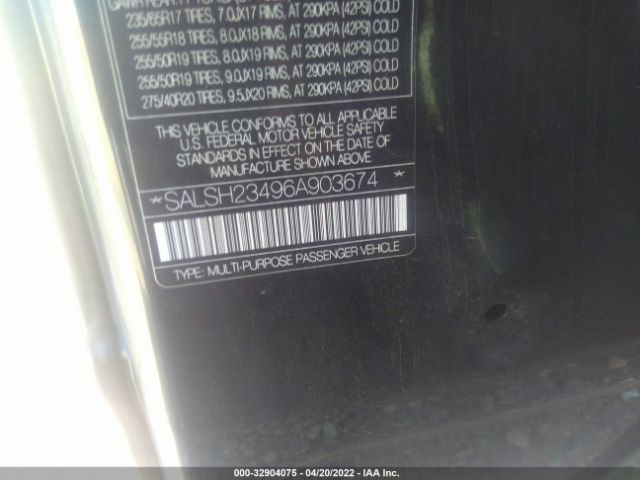 235/65R17 TIRES, 7.0JX17 RIMS, AT 290KPA (42PSI) COLD
255/55R18 TIRES, 8.0JX18 RIMS, AT 290KPA (42PSI) COLD
255/50R19 TIRES, 8.0JX19 RIMS, AT 290KPA (42PSI) COLD
255/50R19 TIRES, 9.0JX19 RIMS, AT 290KPA (42PSI) COLD
275/40R20 TIRES, 9.5JX20 RIMS, AT 290KPA (42PSI) COLD
THIS VEHICLE CONFORMS TO ALL APPLICABLE
U.S. FEDERAL MOTOR VEHICLE SAFETY
STANDARDS IN EFFECT ON THE DATE OF
MANUFACTURE SHOWN ABOVE
*SALSH23496A903674 *
TYPE: MULTI-PURPOSE PASSENGER VEHICLE
000-32904075 - 04/20/2022 - IAA Inc.